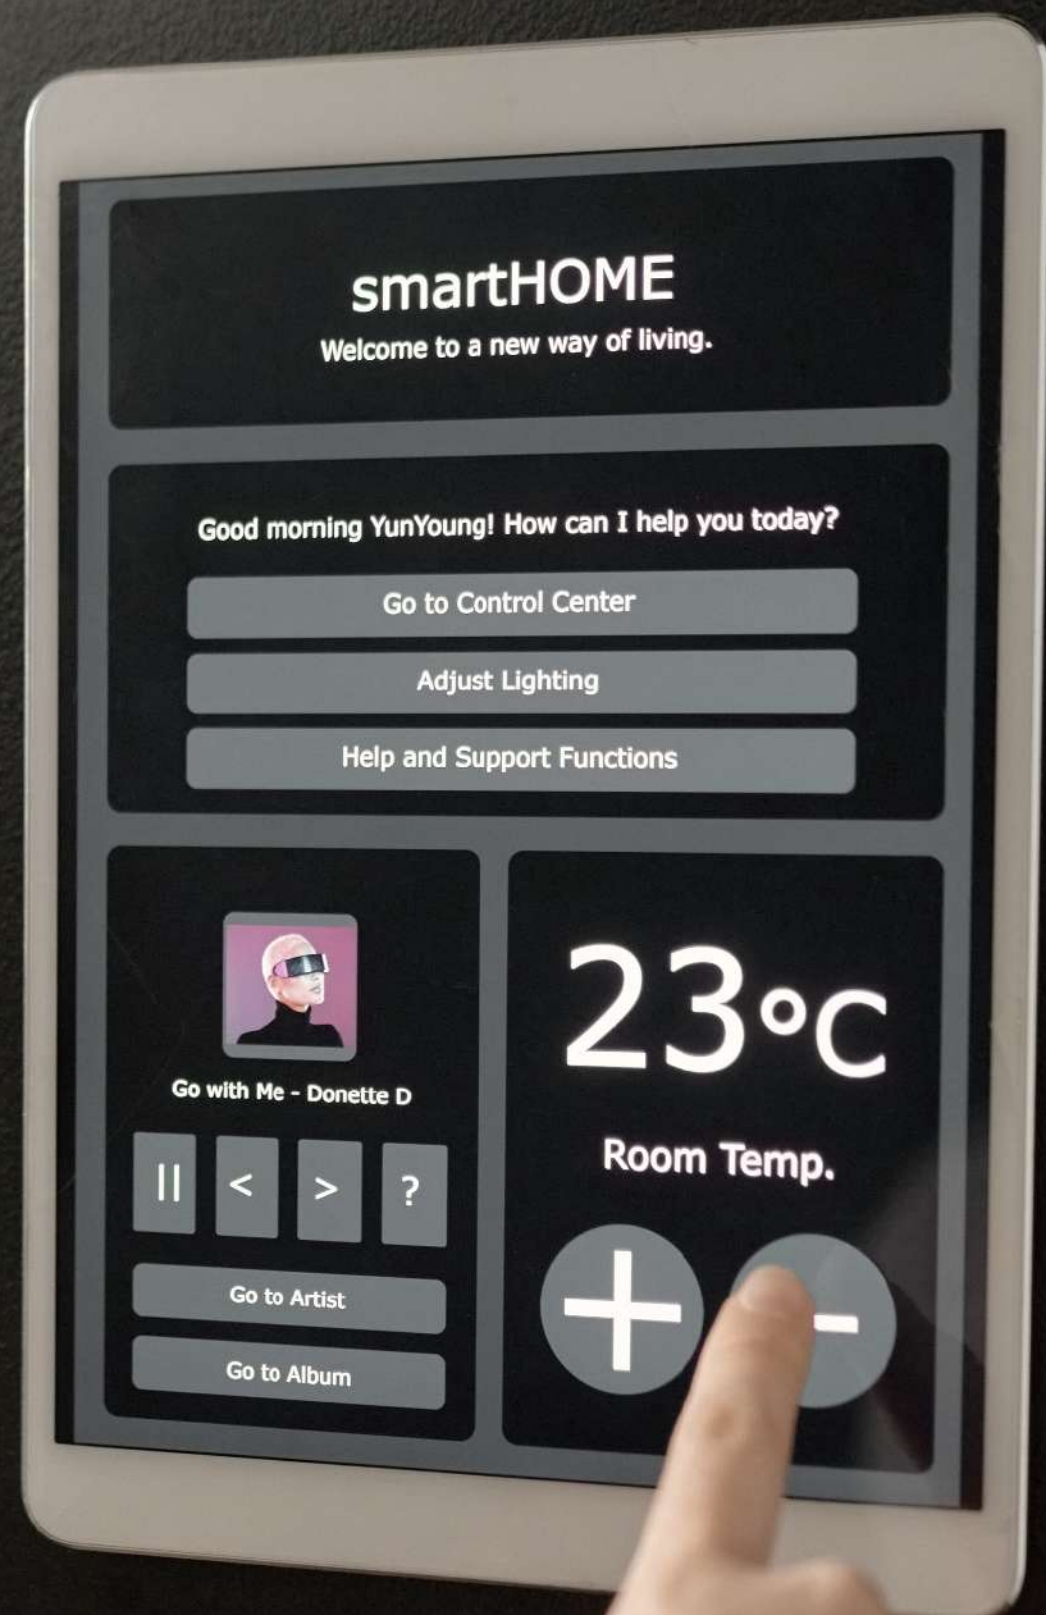 smartHOME
Welcome to a new way of living.
Good morning YunYoung! How can I help you today?
Go to Control Center
Adjust Lighting
Help and Support Functions
Go with Me - Donette D
|| < > ?
Go to Artist
Go to Album
23°C
Room Temp.
+ -